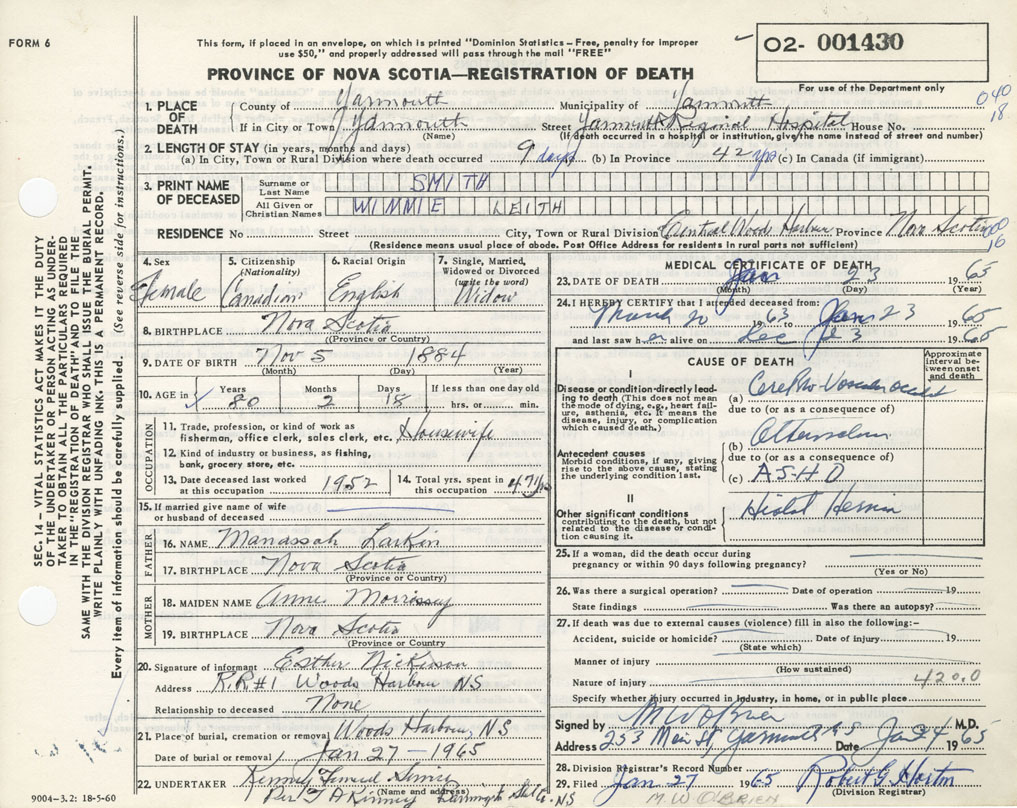 FORM 6
This form, if placed in an envelope, on which is printed "Dominion Statistics—Free, penalty for improper
use $50," and properly addressed will pass through the mail "FREE"
02- 001430
For use of the Department only
PROVINCE OF NOVA SCOTIA—REGISTRATION OF DEATH
040
18
1. PLACE OF DEATH
County of Yarmouth Municipality of Yarmouth
If in City or Town Yarmouth Street Yarmouth Regional Hospital House No.
(Name) (If death occurred in hospital or institution, give the name instead of street and number)
2. LENGTH OF STAY (in years, months and days)
(a) In City, Town or Rural Division where death occurred 9 days (b) In Province 42 yrs (c) In Canada (if immigrant)
3. PRINT NAME OF DECEASED
Surname or Last Name SMITH
All Given or Christian Names WINNIE LEITH
RESIDENCE No Street City, Town or Rural Division Central Woods Harbour Province Nova Scotia
(Residence means usual place of abode. Post Office Address for residents in rural parts not sufficient)
16
4. Sex Female
5. Citizenship (Nationality) Canadian
6. Racial Origin English
7. Single, Married, Widowed or Divorced (write the word) Widow
8. BIRTHPLACE Nova Scotia
(Province or Country)
9. DATE OF BIRTH Nov 5 1884
(Month) (Day) (Year)
10. AGE in Years 80 Months 2 Days 18 If less than one day old hrs. or min.
OCCUPATION
11. Trade, profession, or kind of work as fisherman, office clerk, sales clerk, etc. Housewife
12. Kind of industry or business, as fishing, bank, grocery store, etc.
13. Date deceased last worked at this occupation 1952
14. Total yrs. spent in this occupation 47 yrs
15. If married give name of wife or husband of deceased
FATHER
16. NAME Manassah Larkin
17. BIRTHPLACE Nova Scotia
(Province or Country)
MOTHER
18. MAIDEN NAME Annie Morrissey
19. BIRTHPLACE Nova Scotia
(Province or Country)
20. Signature of informant Esther Nickerson
Address R.R#1 Woods Harbour NS
Relationship to deceased None
21. Place of burial, cremation or removal Woods Harbour, NS
Date of burial or removal Jan 27 - 1965
22. UNDERTAKER
(Name and address)
NS
MEDICAL CERTIFICATE OF DEATH
23. DATE OF DEATH Jan 23 1965
(Month) (Day) (Year)
24. I HEREBY CERTIFY that I attended deceased from:
March 20 1963 Jan 23 1965
and last saw her alive on 1965
CAUSE OF DEATH
Approximate interval between onset and death
I
Disease or condition directly leading to death (This does not mean the mode of dying, e.g., heart failure, asthenia, etc. It means the disease, injury, or complication which caused death.)
(a)
due to (or as a consequence of)
Antecedent causes
Morbid conditions, if any, giving rise to the above cause, stating the underlying condition last.
(b)
due to (or as a consequence of)
(c) A.S.H.D
II
Other significant conditions
contributing to the death, but not related to the disease or condition causing it.
Hiatal Hernia
25. If a woman, did the death occur during pregnancy or within 90 days following pregnancy?
(Yes or No)
26. Was there a surgical operation? Date of operation 19
State findings Was there an autopsy?
27. If death was due to external causes (violence) fill in also the following:—
Accident, suicide or homicide? Date of injury 19
(State which)
Manner of injury
(How sustained)
Nature of injury 420.0
Specify whether injury occurred in industry, in home, or in public place
Signed by M W O'Brien M.D.
Address 253 Main St, Yarmouth N S Date Jan 24 1965
28. Division Registrar's Record Number
29. Filed Jan 27 1965 Robert G. Horton
(Division Registrar)
M.W O'BRIEN
9004—3.2: 18-5-60
SEC. 14—VITAL STATISTICS ACT MAKES IT THE DUTY
OF THE UNDERTAKER OR PERSON ACTING AS UNDER-
TAKER TO OBTAIN ALL THE PARTICULARS REQUIRED
IN THE "REGISTRATION OF DEATH" AND TO FILE THE
SAME WITH THE DIVISION REGISTRAR WHO SHALL ISSUE THE BURIAL PERMIT.
WRITE PLAINLY WITH UNFADING INK. THIS IS A PERMANENT RECORD.
Every item of information should be carefully supplied. (See reverse side for instructions.)